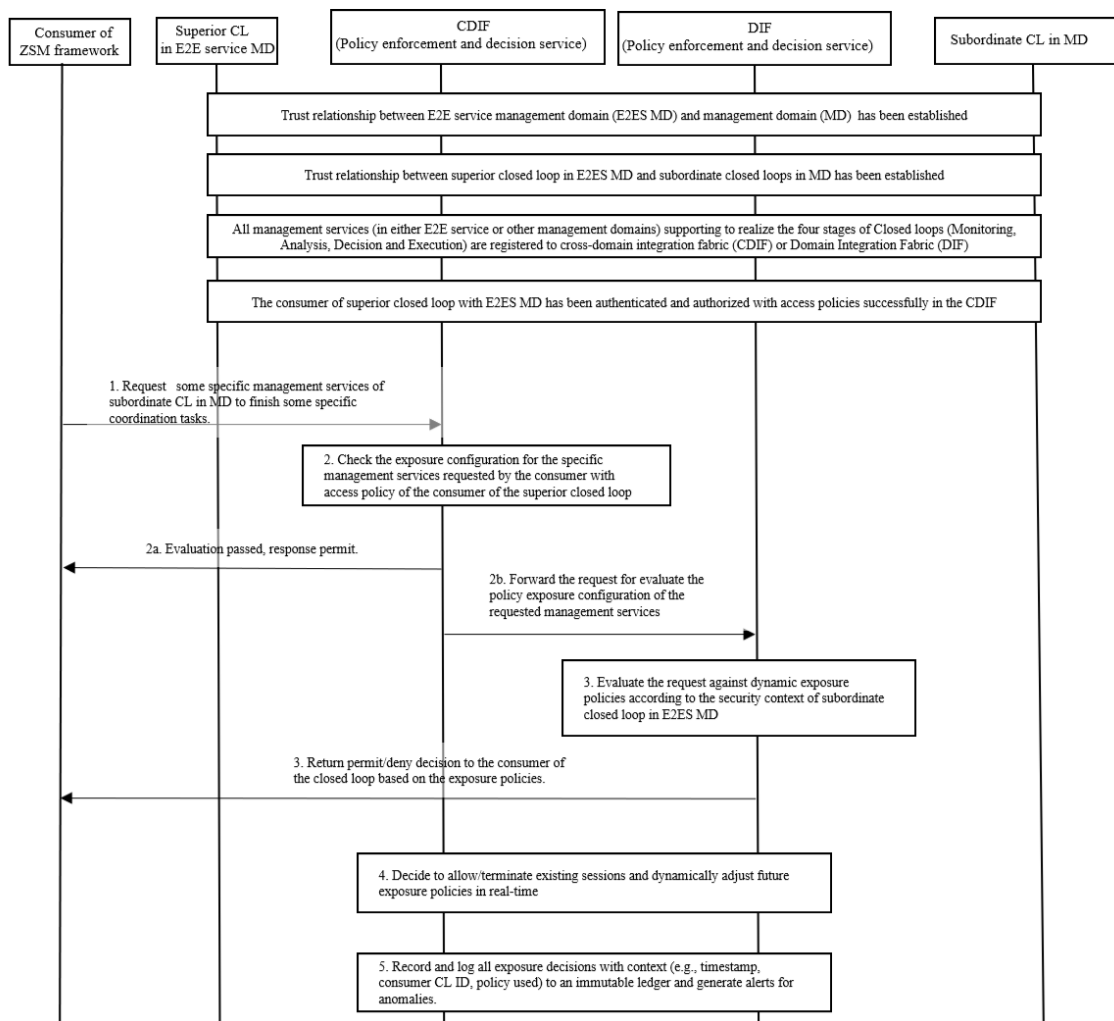 Consumer of
ZSM framework
Superior CL
in E2E service MD
CDIF
(Policy enforcement and decision service)
DIF
(Policy enforcement and decision service)
Subordinate CL in MD
Trust relationship between E2E service management domain (E2ES MD) and management domain (MD) has been established
Trust relationship between superior closed loop in E2ES MD and subordinate closed loops in MD has been established
All management services (in either E2E service or other management domains) supporting to realize the four stages of Closed loops (Monitoring,
Analysis, Decision and Execution) are registered to cross-domain integration fabric (CDIF) or Domain Integration Fabric (DIF)
The consumer of superior closed loop with E2ES MD has been authenticated and authorized with access policies successfully in the CDIF
1. Request some specific management services of
subordinate CL in MD to finish some specific
coordination tasks.
2. Check the exposure configuration for the specific
management services requested by the consumer with
access policy of the consumer of the superior closed loop
2a. Evaluation passed, response permit.
2b. Forward the request for evaluate the
policy exposure configuration of the
requested management services
3. Evaluate the request against dynamic exposure
policies according to the security context of subordinate
closed loop in E2ES MD
3. Return permit/deny decision to the consumer of
the closed loop based on the exposure policies.
4. Decide to allow/terminate existing sessions and dynamically adjust future
exposure policies in real-time
5. Record and log all exposure decisions with context (e.g., timestamp,
consumer CL ID, policy used) to an immutable ledger and generate alerts for
anomalies.